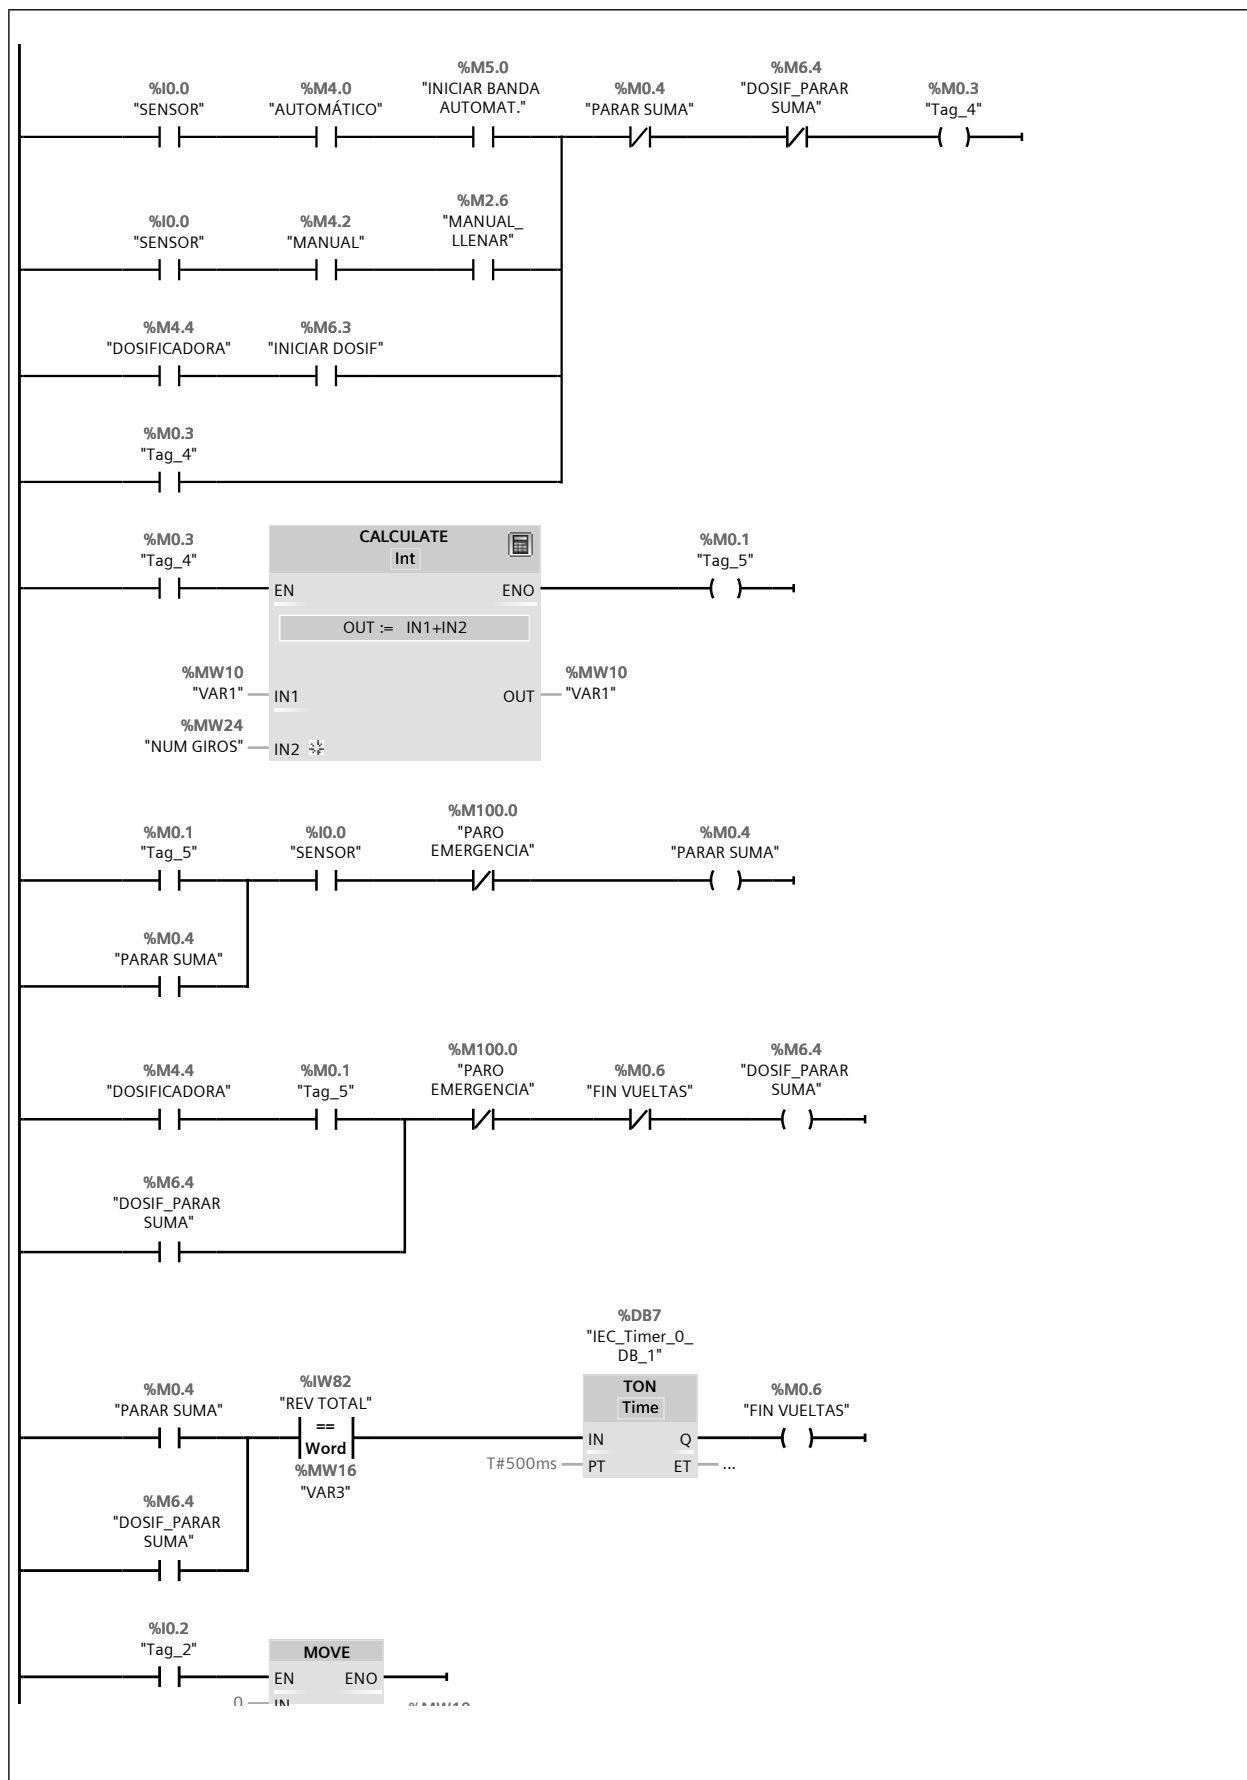 %I0.0
"SENSOR"
%M4.0
"AUTOMÁTICO"
%M5.0
"INICIAR BANDA
AUTOMAT."
%M0.4
"PARAR SUMA"
%M6.4
"DOSIF_PARAR
SUMA"
%M0.3
"Tag_4"
%I0.0
"SENSOR"
%M4.2
"MANUAL"
%M2.6
"MANUAL_
LLENAR"
%M4.4
"DOSIFICADORA"
%M6.3
"INICIAR DOSIF"
%M0.3
"Tag_4"
%M0.3
"Tag_4"
CALCULATE
Int
EN
ENO
OUT := IN1+IN2
%MW10
"VAR1"
IN1
OUT
%MW10
"VAR1"
%MW24
"NUM GIROS"
IN2
%M0.1
"Tag_5"
%M0.1
"Tag_5"
%I0.0
"SENSOR"
%M100.0
"PARO
EMERGENCIA"
%M0.4
"PARAR SUMA"
%M0.4
"PARAR SUMA"
%M4.4
"DOSIFICADORA"
%M0.1
"Tag_5"
%M100.0
"PARO
EMERGENCIA"
%M0.6
"FIN VUELTAS"
%M6.4
"DOSIF_PARAR
SUMA"
%M6.4
"DOSIF_PARAR
SUMA"
%M0.4
"PARAR SUMA"
%IW82
"REV TOTAL"
==
Word
%MW16
"VAR3"
%DB7
"IEC_Timer_0_
DB_1"
TON
Time
IN
Q
T#500ms
PT
ET
...
%M0.6
"FIN VUELTAS"
%M6.4
"DOSIF_PARAR
SUMA"
%I0.2
"Tag_2"
MOVE
EN
ENO
0
IN